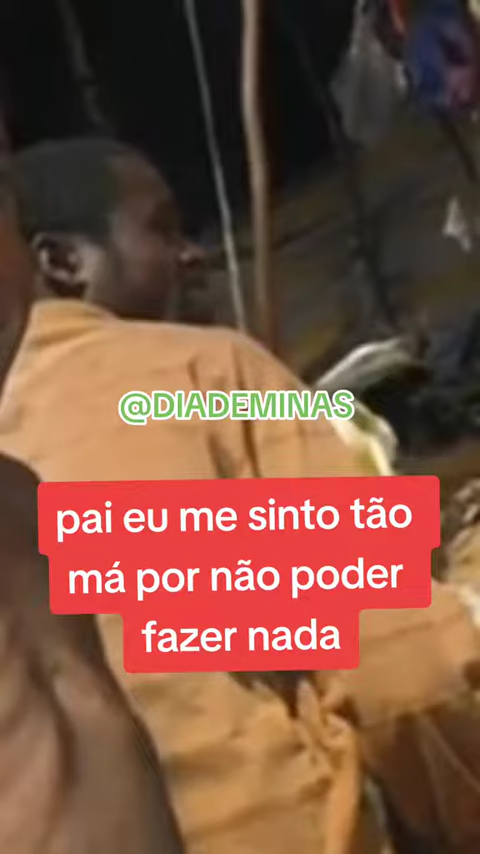 @DIADEMINAS
pai eu me sinto tão
má por não poder
fazer nada